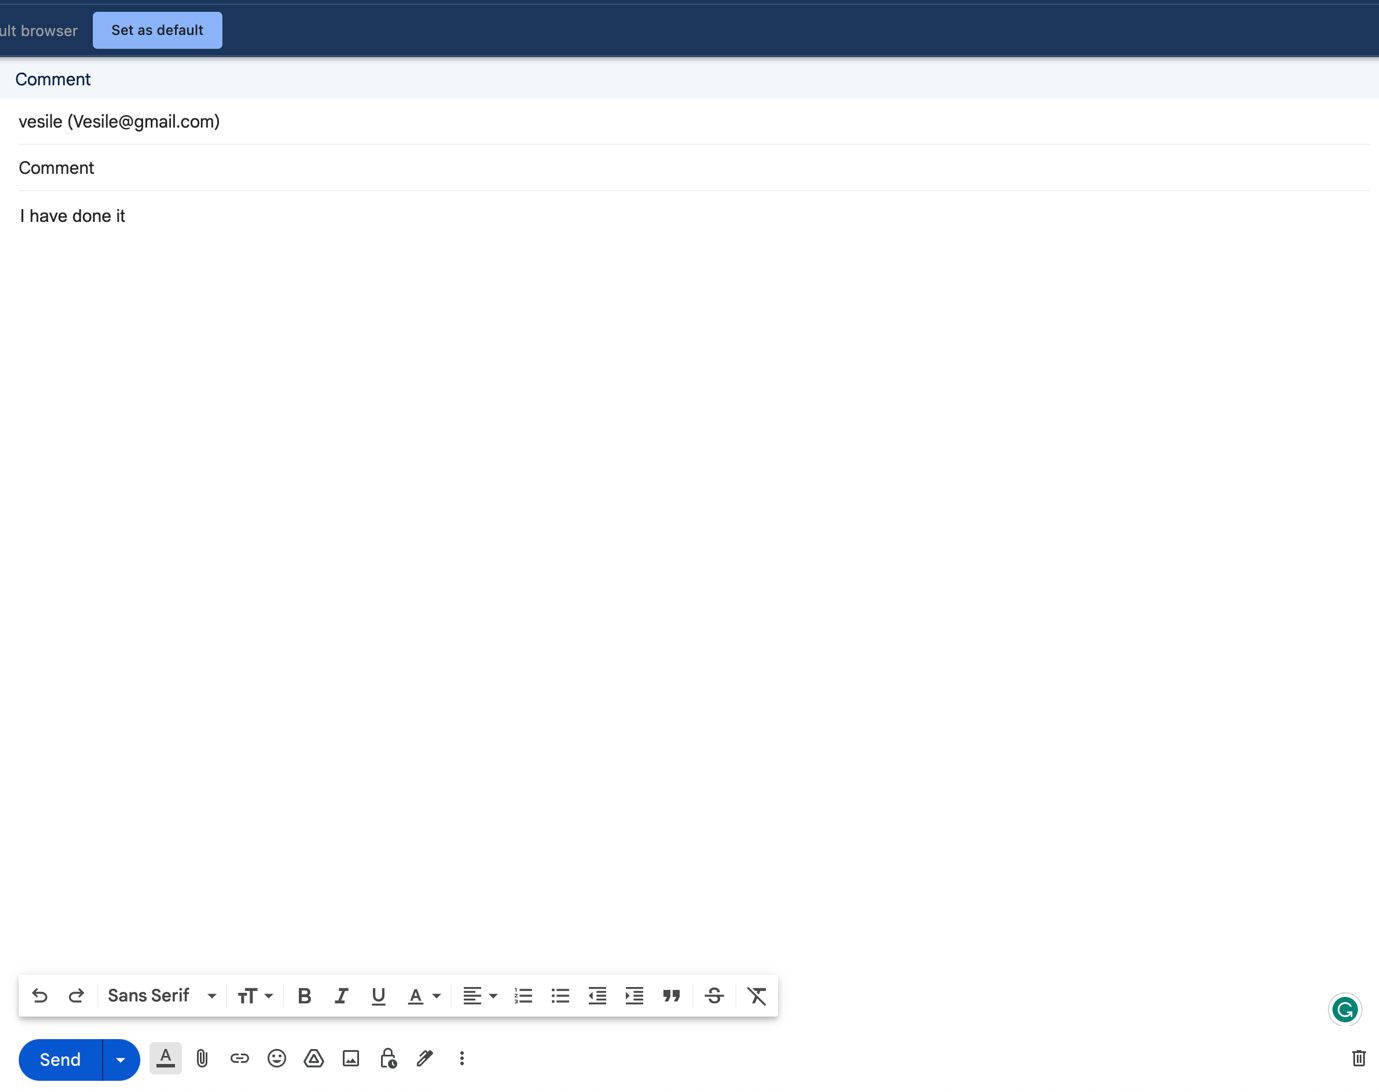 ult browser Set as default
Comment
vesile (Vesile@gmail.com)
Comment
I have done it
Sans Serif
Send